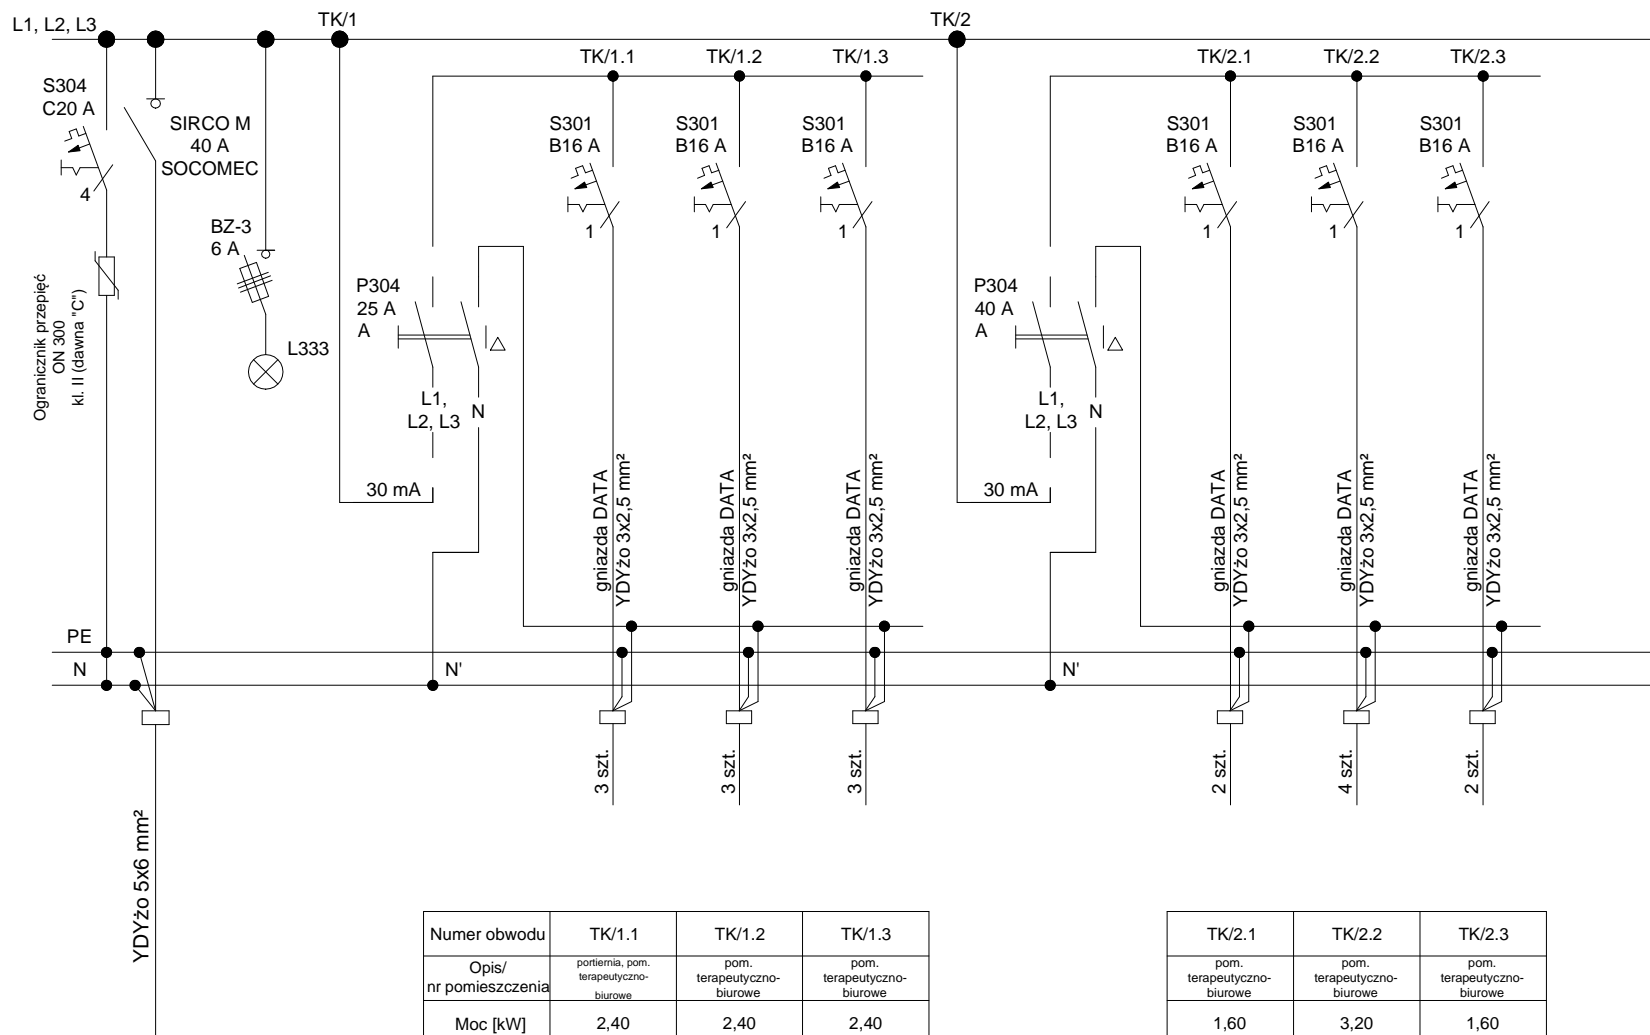 L1, L2, L3
TK/1
TK/2
TK/1.1
TK/1.2
TK/1.3
TK/2.1
TK/2.2
TK/2.3
S304
C20 A
4
SIRCO M
40 A
SOCOMEC
BZ-3
6 A
L333
Ogranicznik przepięć
ON 300
kl. II (dawna "C")
P304
25 A
A
L1,
L2, L3
N
30 mA
S301
B16 A
1
S301
B16 A
1
S301
B16 A
1
gniazda DATA
YDYżo 3x2,5 mm²
gniazda DATA
YDYżo 3x2,5 mm²
gniazda DATA
YDYżo 3x2,5 mm²
P304
40 A
A
L1,
L2, L3
N
30 mA
S301
B16 A
1
S301
B16 A
1
S301
B16 A
1
gniazda DATA
YDYżo 3x2,5 mm²
gniazda DATA
YDYżo 3x2,5 mm²
gniazda DATA
YDYżo 3x2,5 mm²
PE
N
N'
N'
3 szt.
3 szt.
3 szt.
2 szt.
4 szt.
2 szt.
YDYżo 5x6 mm²
Numer obwodu TK/1.1 TK/1.2 TK/1.3
Opis/
nr pomieszczenia
portiernia, pom.
terapeutyczno-
biurowe
pom.
terapeutyczno-
biurowe
pom.
terapeutyczno-
biurowe
Moc [kW] 2,40 2,40 2,40
TK/2.1 TK/2.2 TK/2.3
pom.
terapeutyczno-
biurowe
pom.
terapeutyczno-
biurowe
pom.
terapeutyczno-
biurowe
1,60 3,20 1,60